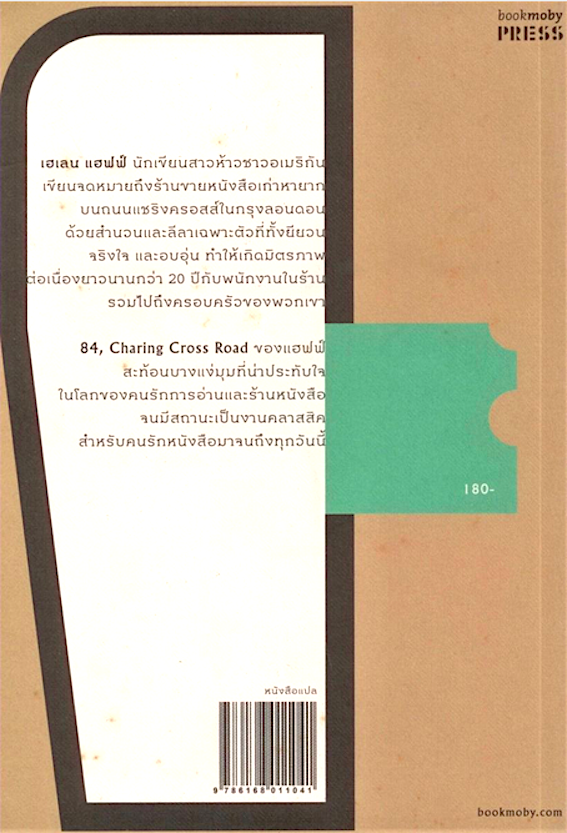 bookmoby
PRESS
เฮเลน แฮฟฟ์ นักเขียนสาวห้าวชาวอเมริกัน
เขียนจดหมายถึงร้านขายหนังสือเก่าหายาก
บนถนนแชริงครอสส์ในกรุงลอนดอน
ด้วยสำนวนและลีลาเฉพาะตัวที่ทั้งยียวน
จริงใจ และอบอุ่น ทำให้เกิดมิตรภาพ
ต่อเนื่องยาวนานกว่า 20 ปีกับพนักงานในร้าน
รวมไปถึงครอบครัวของพวกเขา
84, Charing Cross Road ของแฮฟฟ์
สะท้อนบางแง่มุมที่น่าประทับใจ
ในโลกของคนรักการอ่านและร้านหนังสือ
จนมีสถานะเป็นงานคลาสสิค
สำหรับคนรักหนังสือมาจนถึงทุกวันนี้
180-
หนังสือแปล
9 786168 011041
bookmoby.com